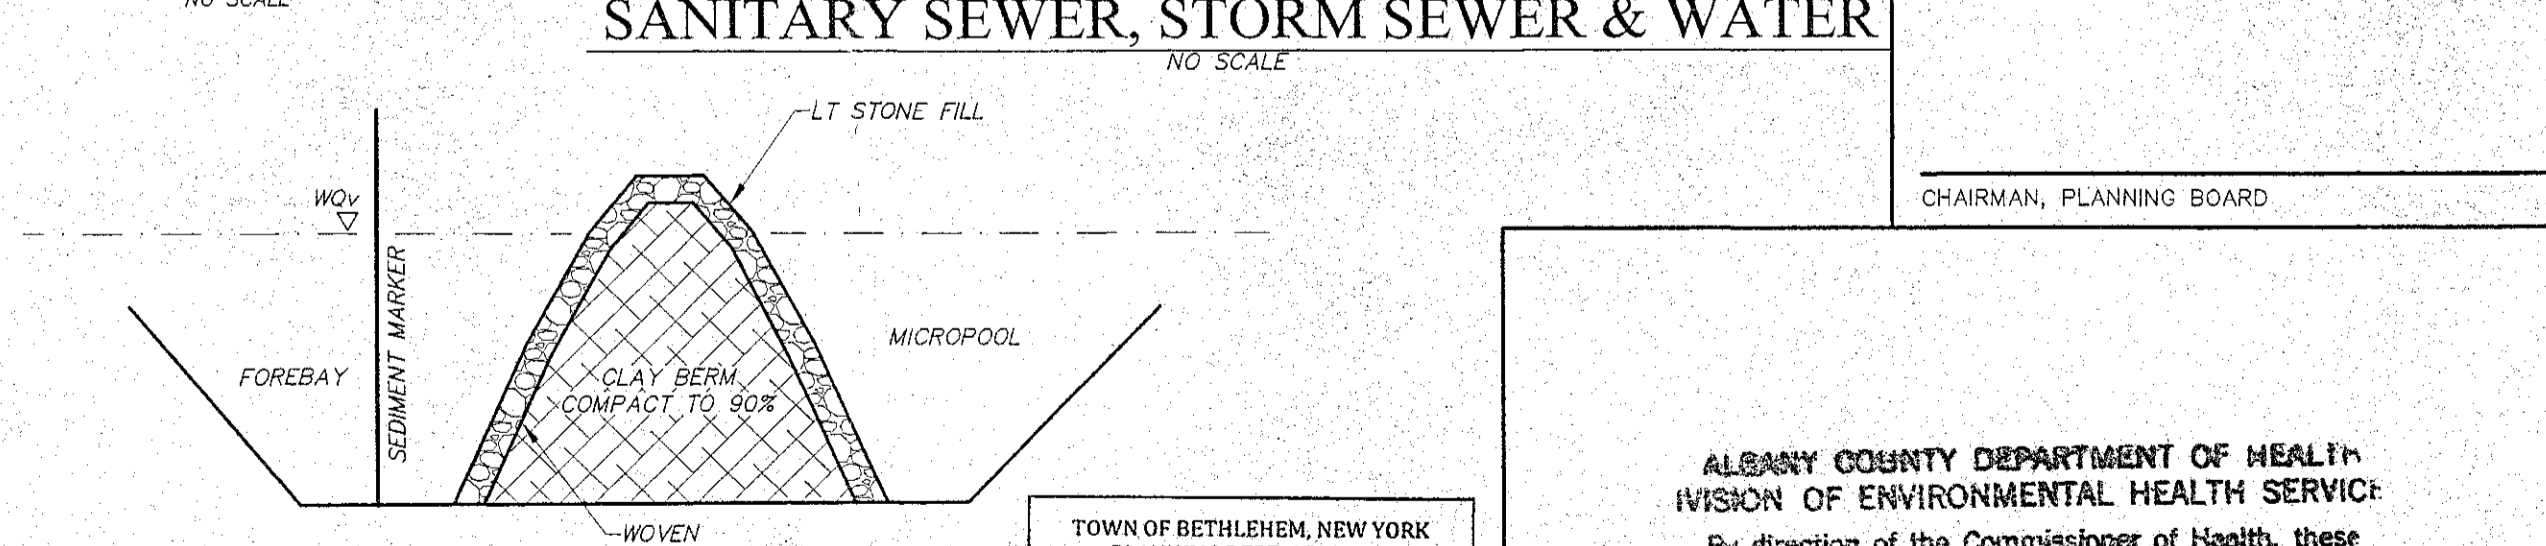 NO SCALE
SANITARY SEWER, STORM SEWER & WATER
NO SCALE
LT STONE FILL
WQv
SEDIMENT MARKER
FOREBAY
CLAY BERM
COMPACT TO 90%
MICROPOOL
WOVEN
CHAIRMAN, PLANNING BOARD
TOWN OF BETHLEHEM, NEW YORK
ALBANY COUNTY DEPARTMENT OF HEALTH
IVISION OF ENVIRONMENTAL HEALTH SERVICE
By direction of the Commissioner of Health, these